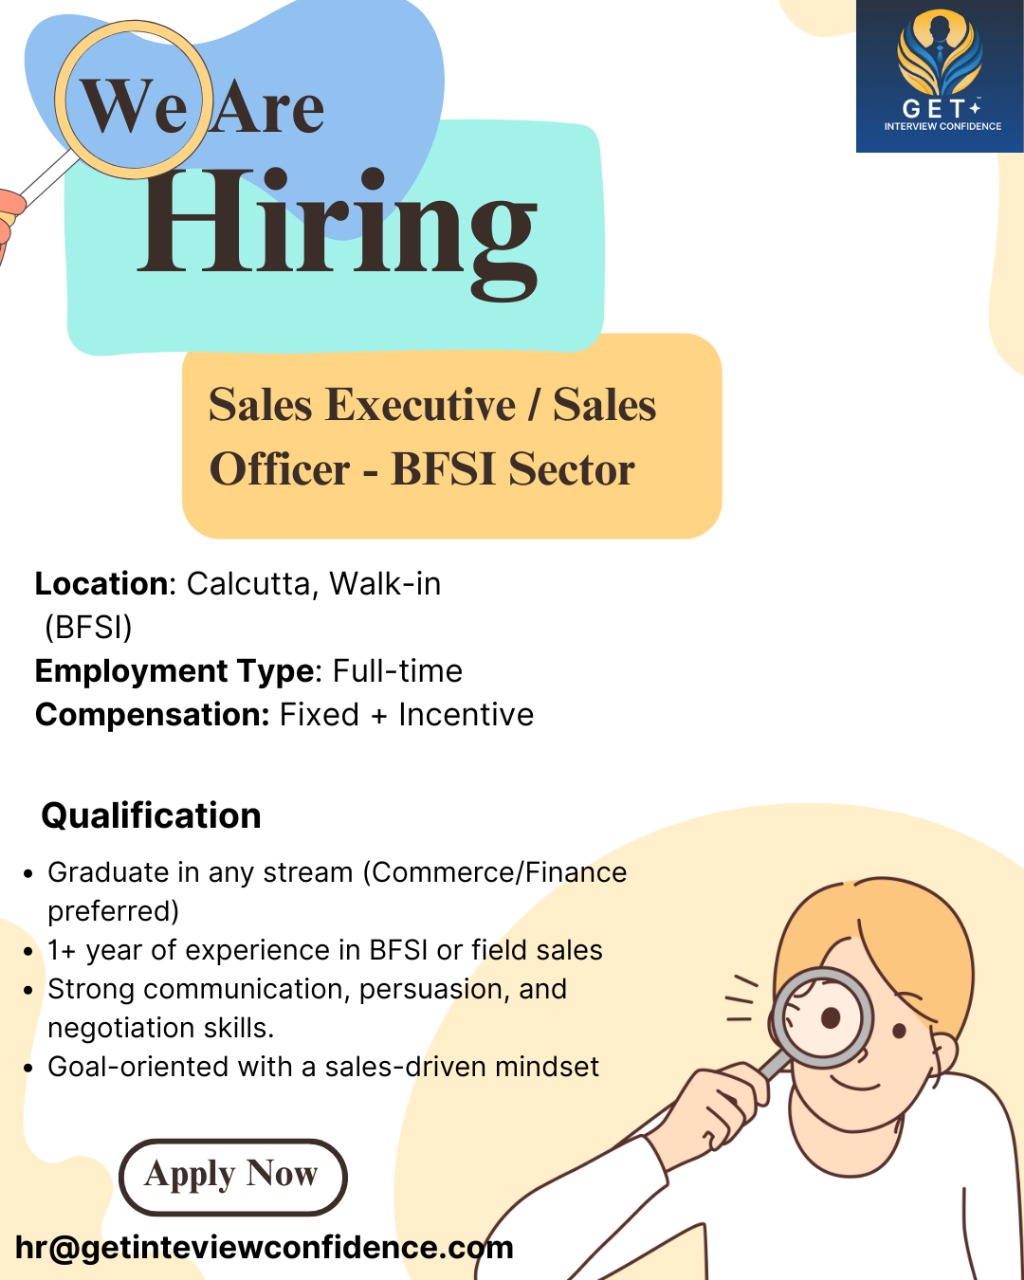 We Are
GET
INTERVIEW CONFIDENCE
Hiring
Sales Executive / Sales
Officer - BFSI Sector
Location: Calcutta, Walk-in
(BFSI)
Employment Type: Full-time
Compensation: Fixed + Incentive
Qualification
• Graduate in any stream (Commerce/Finance
preferred)
• 1+ year of experience in BFSI or field sales
• Strong communication, persuasion, and
negotiation skills.
• Goal-oriented with a sales-driven mindset
Apply Now
hr@getinteviewconfidence.com